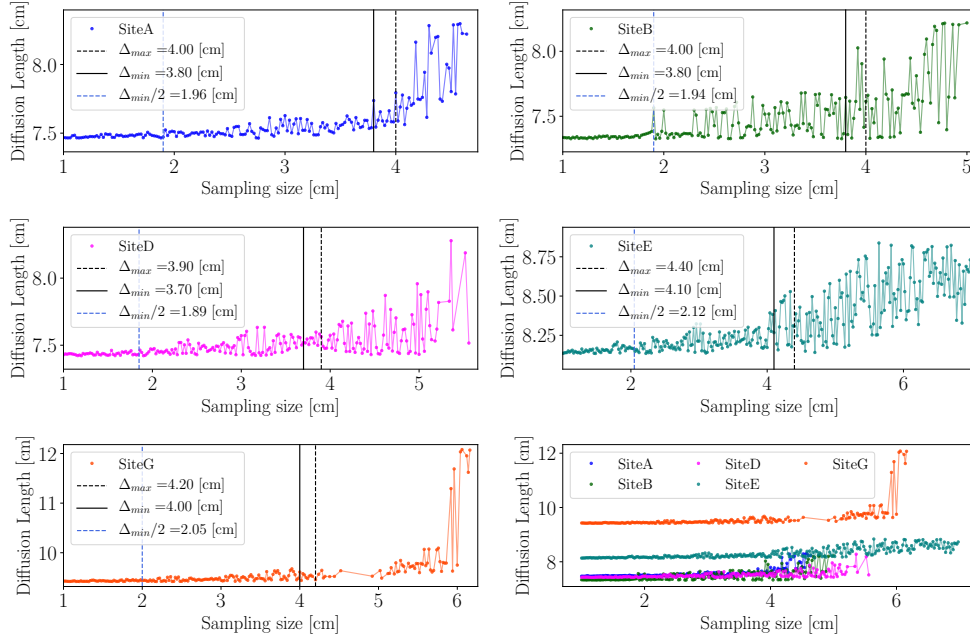 Diffusion Length [cm]
8.0
7.5
SiteA
Δmax =4.00 [cm]
Δmin =3.80 [cm]
Δmin/2 =1.96 [cm]
1 2 3 4
Sampling size [cm]
Diffusion Length [cm]
8.0
7.5
SiteB
Δmax =4.00 [cm]
Δmin =3.80 [cm]
Δmin/2 =1.94 [cm]
1 2 3 4 5
Sampling size [cm]
Diffusion Length [cm]
8.0
7.5
SiteD
Δmax =3.90 [cm]
Δmin =3.70 [cm]
Δmin/2 =1.89 [cm]
1 2 3 4 5
Sampling size [cm]
Diffusion Length [cm]
8.75
8.50
8.25
SiteE
Δmax =4.40 [cm]
Δmin =4.10 [cm]
Δmin/2 =2.12 [cm]
2 4 6
Sampling size [cm]
Diffusion Length [cm]
12
11
10
SiteG
Δmax =4.20 [cm]
Δmin =4.00 [cm]
Δmin/2 =2.05 [cm]
1 2 3 4 5 6
Sampling size [cm]
Diffusion Length [cm]
12
10
8
SiteA SiteD SiteG
SiteB SiteE
2 4 6
Sampling size [cm]